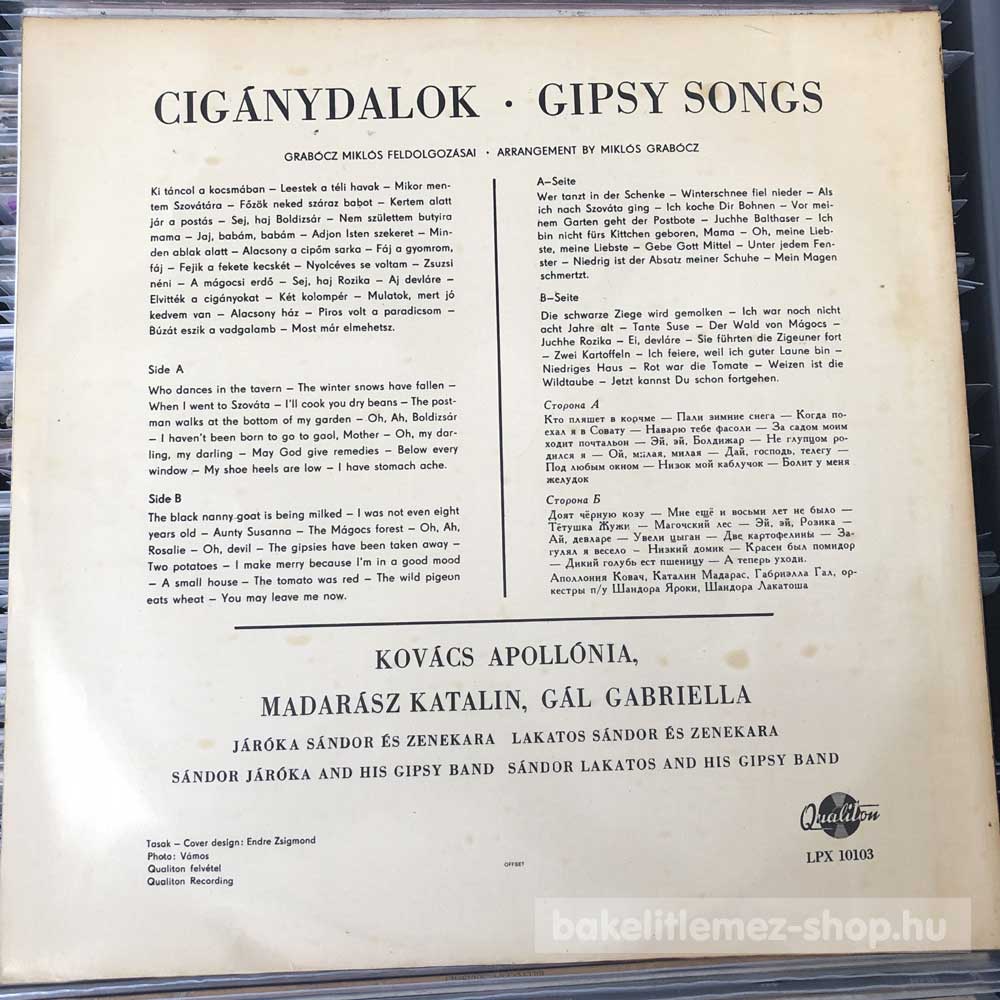 CIGÁNYDALOK · GIPSY SONGS
GRABÓCZ MIKLÓS FELDOLGOZÁSAI · ARRANGEMENT BY MIKLÓS GRABÓCZ
Ki táncol a kocsmában – Leestek a téli havak – Mikor men-
tem Szovátára – Főzök neked száraz babot – Kertem alatt
jár a postás – Sej, haj Boldizsár – Nem születtem butyira
mama – Jaj, babám, babám – Adjon Isten szekeret – Min-
den ablak alatt – Alacsony a cipőm sarka – Fáj a gyomrom,
fáj – Fejik a fekete kecskét – Nyolcéves se voltam – Zsuzsi
néni – A mágocsi erdő – Sej, haj Rozika – Aj devláre –
Elvitték a cigányokat – Két kolompér – Mulatok, mert jó
kedvem van – Alacsony ház – Piros volt a paradicsom –
Búzát eszik a vadgalamb – Most már elmehetsz.
Side A
Who dances in the tavern – The winter snows have fallen –
When I went to Szováta – I'll cook you dry beans – The post-
man walks at the bottom of my garden – Oh, Ah, Boldizsár
– I haven't been born to go to gaol, Mother – Oh, my dar-
ling, my darling – May God give remedies – Below every
window – My shoe heels are low – I have stomach ache.
Side B
The black nanny goat is being milked – I was not even eight
years old – Aunty Susanna – The Mágocs forest – Oh, Ah,
Rosalie – Oh, devil – The gipsies have been taken away –
Two potatoes – I make merry because I'm in a good mood
– A small house – The tomato was red – The wild pigeun
eats wheat – You may leave me now.
A–Seite
Wer tanzt in der Schenke – Winterschnee fiel nieder – Als
ich nach Szováta ging – Ich koche Dir Bohnen – Vor mei-
nem Garten geht der Postbote – Juchhe Balthaser – Ich
bin nicht fürs Kittchen geboren, Mama – Oh, meine Lieb-
ste, meine Liebste – Gebe Gott Mittel – Unter jedem Fen-
ster – Niedrig ist der Absatz meiner Schuhe – Mein Magen
schmertzt.
B–Seite
Die schwarze Ziege wird gemolken – Ich war noch nicht
acht Jahre alt – Tante Suse – Der Wald von Mágocs –
Juchhe Rozika – Ei, devláre – Sie führten die Zigeuner fort
– Zwei Kartoffeln – Ich feiere, weil ich guter Laune bin –
Niedriges Haus – Rot war die Tomate – Weizen ist die
Wildtaube – Jetzt kannst Du schon fortgehen.
Сторона А
Кто пляшет в корчме — Пали зимние снега — Когда по-
ехал я в Совату — Наварю тебе фасоли — За садом моим
ходит почтальон — Эй, эй, Болдижар — Не глупцом ро-
дился я — Ой, милая, милая — Дай, господь, телегу —
Под любым окном — Низок мой каблучок — Болит у меня
желудок
Сторона Б
Доят чёрную козу — Мне ещё и восьми лет не было —
Тётушка Жужи — Магочский лес — Эй, эй, Розика —
Ай, девларе — Увели цыган — Две картофелины — За-
гулял я весело — Низкий домик — Красен был помидор
— Дикий голубь ест пшеницу — А теперь уходи.
Аполлония Ковач, Каталин Мадарас, Габриэлла Гал, ор-
кестры п/у Шандора Яроки, Шандора Лакатоша
KOVÁCS APOLLÓNIA,
MADARÁSZ KATALIN, GÁL GABRIELLA
JÁRÓKA SÁNDOR ÉS ZENEKARA LAKATOS SÁNDOR ÉS ZENEKARA
SÁNDOR JÁRÓKA AND HIS GIPSY BAND SÁNDOR LAKATOS AND HIS GIPSY BAND
Tasak – Cover design: Endre Zsigmond
Photo: Vámos
Qualiton felvétel
Qualiton Recording
OFFSET
Qualiton
LPX 10103
bakelitlemez-shop.hu